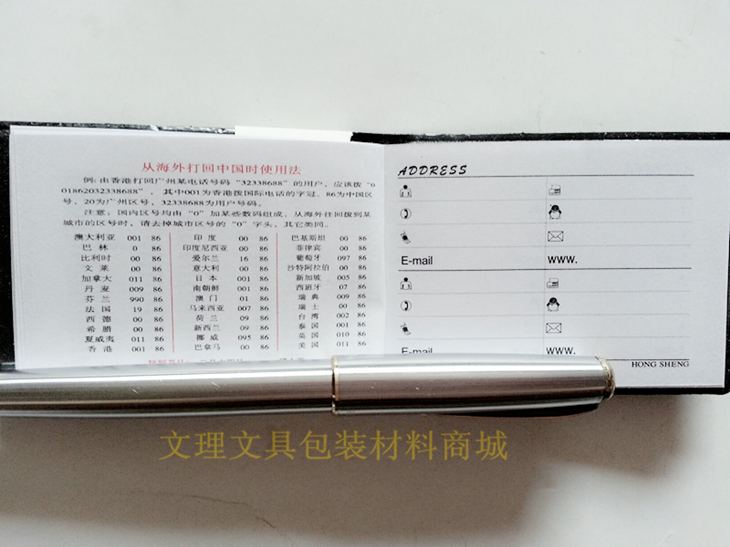 从海外打回中国时使用法
例:由香港打回广州某电话号码“32338688”的用户,应该拨“0
01862032338688”,其中001为香港拨国际电话的字冠,86为中国区
号,20为广州区号,32338688为用户号码。
注意:国内区号均由“0”加某些数码组成。从海外往回拨到某
城市的区号时,请去掉城市区号的“0”字头,其它类同。
澳大利亚 001 86 印度 00 86 巴基斯坦 00 86
巴林 0 86 印度尼西亚 00 86 菲律宾 00 86
比利时 00 86 爱尔兰 16 86 葡萄牙 097 86
文莱 00 86 意大利 00 86 沙特阿拉伯 00 86
加拿大 011 86 日本 001 86 新加坡 005 86
丹麦 009 86 南朝鲜 001 86 西班牙 07 86
芬兰 990 86 澳门 01 86 瑞典 009 86
法国 19 86 马来西亚 007 86 瑞士 00 86
西德 00 86 荷兰 09 86 台湾 002 86
希腊 00 86 新西兰 09 86 泰国 001 86
夏威夷 011 86 挪威 095 86 英国 010 86
香港 001 86 巴拿马 00 86 美国 011 86
ADDRESS
E-mail www.
E-mail www.
HONG SHENG
文理文具包装材料商城